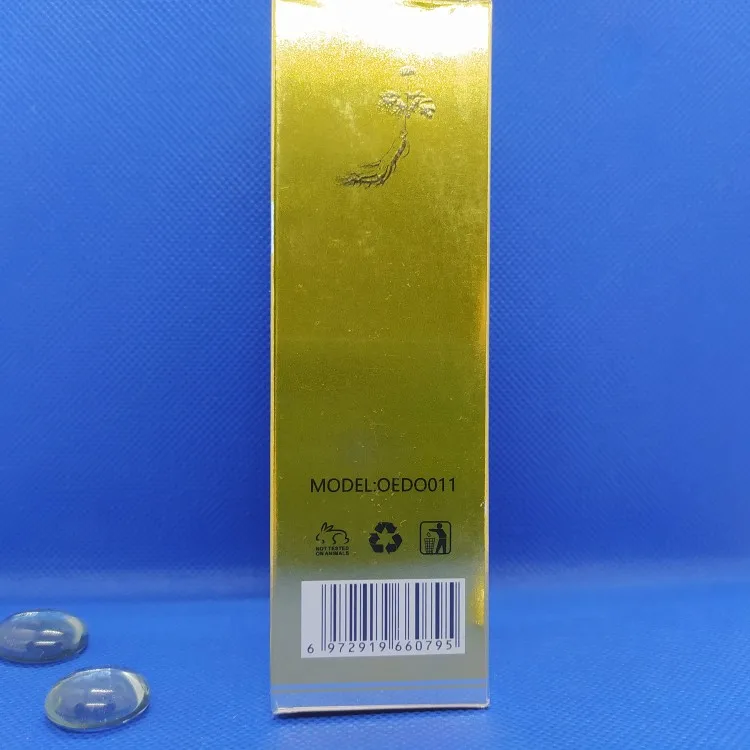 MODEL:OEDO011
NOT TESTED
ON ANIMALS
6 972919 660795